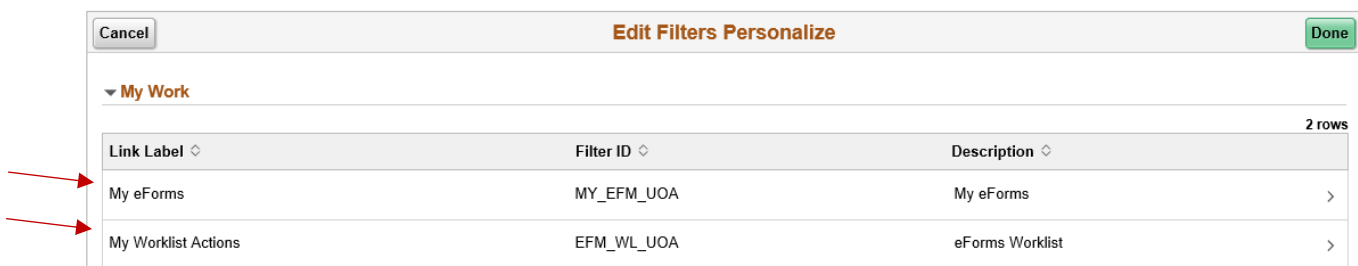 Cancel Edit Filters Personalize Done
My Work
2 rows
Link Label Filter ID Description
My eForms MY_EFM_UOA My eForms
My Worklist Actions EFM_WL_UOA eForms Worklist